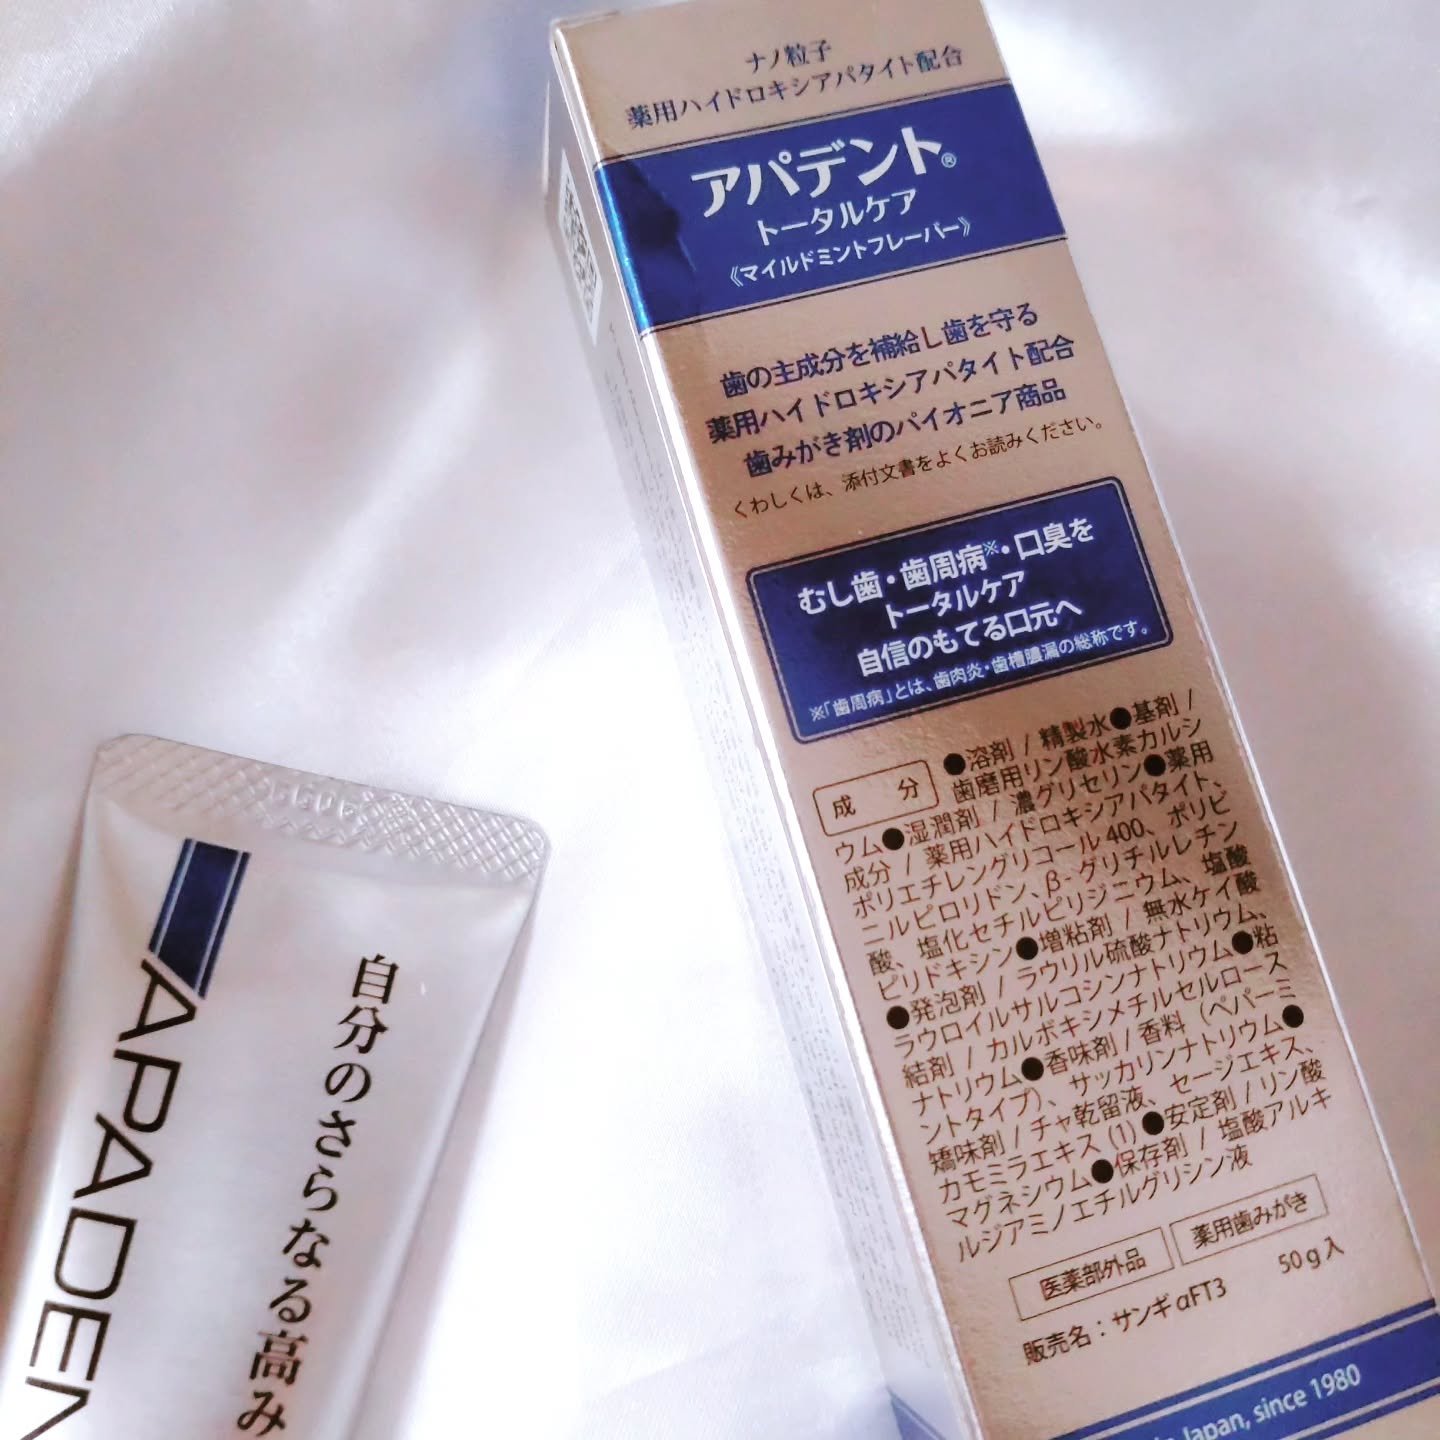 ナノ粒子
薬用ハイドロキシアパタイト配合
アパデント®
トータルケア
《マイルドミントフレーバー》
歯の主成分を補給し歯を守る
薬用ハイドロキシアパタイト配合
歯みがき剤のパイオニア商品
くわしくは、添付文書をよくお読みください。
むし歯・歯周病※・口臭を
トータルケア
自信のもてる口元へ
※「歯周病」とは、歯肉炎・歯槽膿漏の総称です。
成分
●溶剤 / 精製水●基剤 /
歯磨用リン酸水素カルシ
ウム●湿潤剤 / 濃グリセリン●薬用
成分 / 薬用ハイドロキシアパタイト、
ポリエチレングリコール400、ポリビ
ニルピロリドン、β-グリチルレチン
酸、塩化セチルピリジニウム、塩酸
ピリドキシン●増粘剤 / 無水ケイ酸
●発泡剤 / ラウリル硫酸ナトリウム、
ラウロイルサルコシンナトリウム●粘
結剤 / カルボキシメチルセルロース
ナトリウム●香味剤 / 香料（ペパーミ
ントタイプ）、サッカリンナトリウム●
矯味剤 / チャ乾留液、セージエキス、
カモミラエキス (1) ●安定剤 / リン酸
マグネシウム●保存剤 / 塩酸アルキ
ルジアミノエチルグリシン液
医薬部外品
薬用歯みがき
販売名：サンギαFT3
50g入
Japan, since 1980
APADEN
自分のさらなる高み